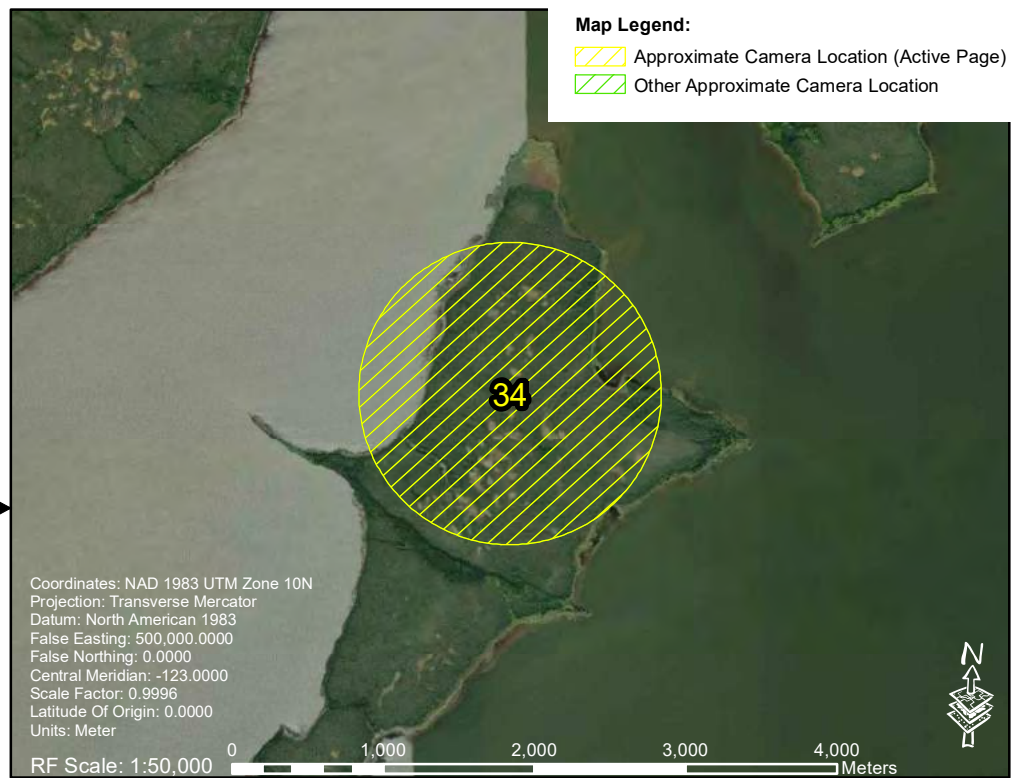 Map Legend:
Approximate Camera Location (Active Page)
Other Approximate Camera Location
34
Coordinates: NAD 1983 UTM Zone 10N
Projection: Transverse Mercator
Datum: North American 1983
False Easting: 500,000.0000
False Northing: 0.0000
Central Meridian: -123.0000
Scale Factor: 0.9996
Latitude Of Origin: 0.0000
Units: Meter
RF Scale: 1:50,000
0 1,000 2,000 3,000 4,000
Meters
N